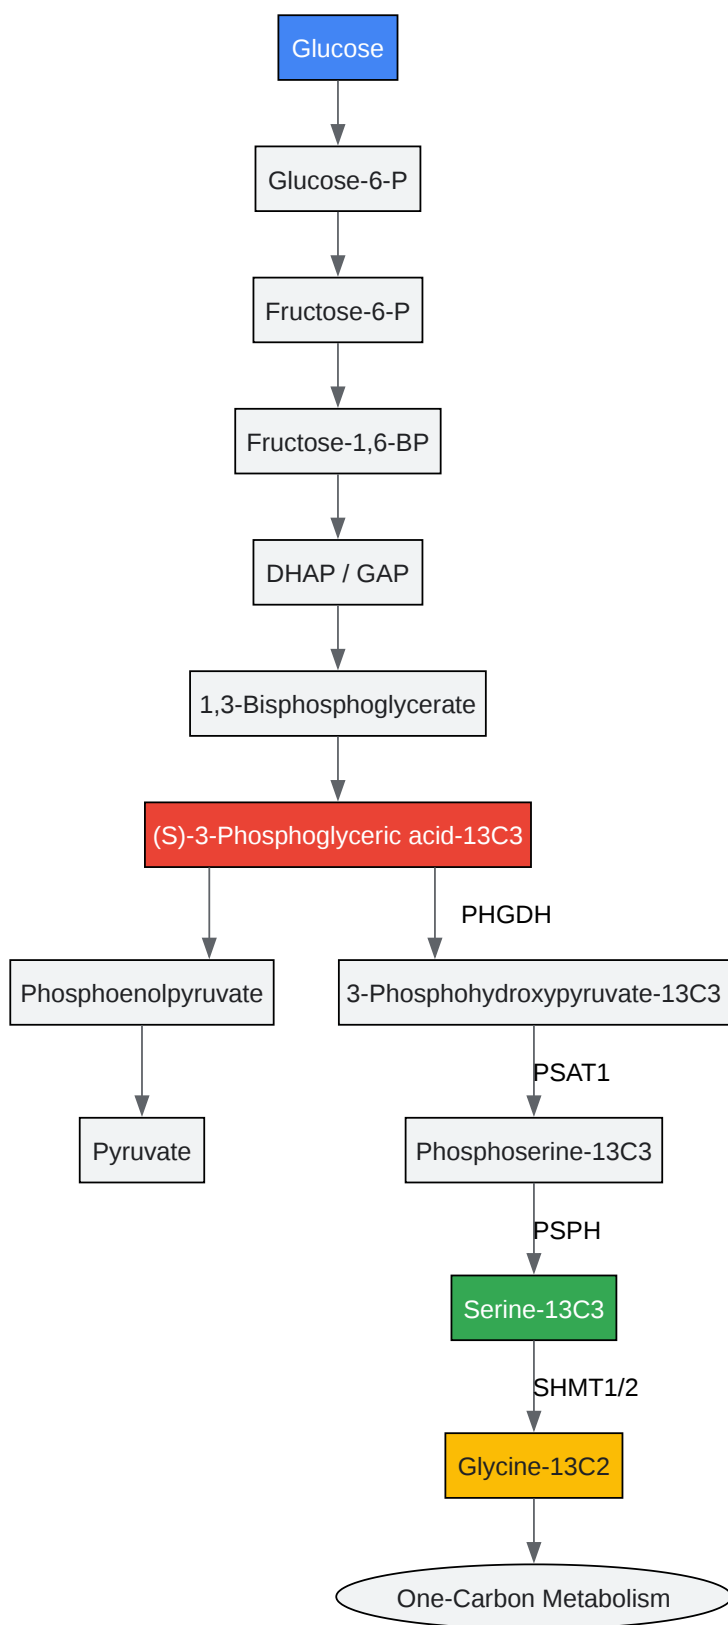 Glucose
Glucose-6-P
Fructose-6-P
Fructose-1,6-BP
DHAP / GAP
1,3-Bisphosphoglycerate
(S)-3-Phosphoglyceric acid-13C3
PHGDH
Phosphoenolpyruvate
3-Phosphohydroxypyruvate-13C3
PSAT1
Pyruvate
Phosphoserine-13C3
PSPH
Serine-13C3
SHMT1/2
Glycine-13C2
One-Carbon Metabolism